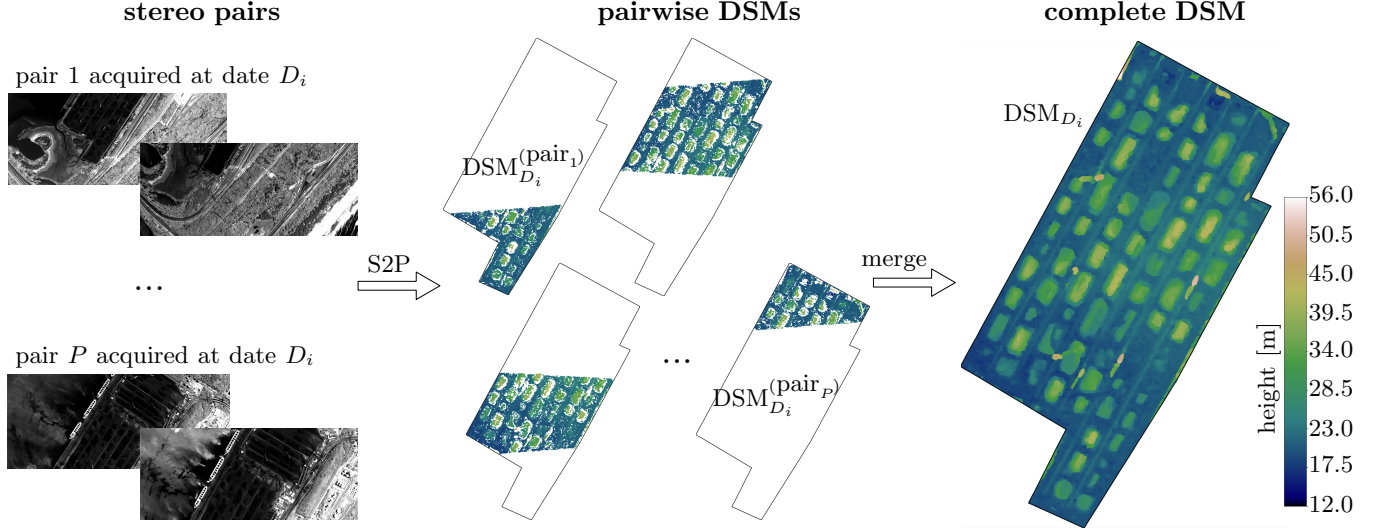 stereo pairs
pairwise DSMs
complete DSM
pair 1 acquired at date D_i
...
pair P acquired at date D_i
S2P
DSM_{D_i}^{(pair_1)}
...
DSM_{D_i}^{(pair_P)}
merge
DSM_{D_i}
height [m]
56.0
50.5
45.0
39.5
34.0
28.5
23.0
17.5
12.0